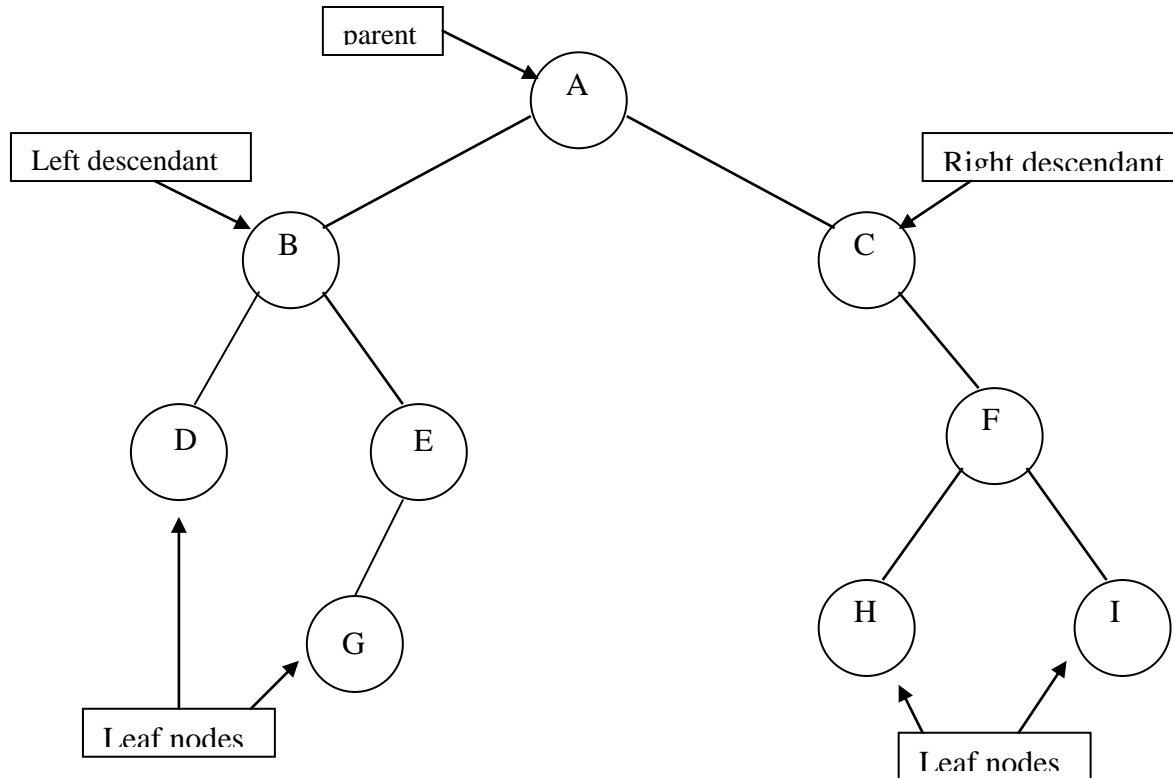 parent
A
Left descendant
Right descendant
B
C
D
E
F
G
H
I
Leaf nodes
Leaf nodes